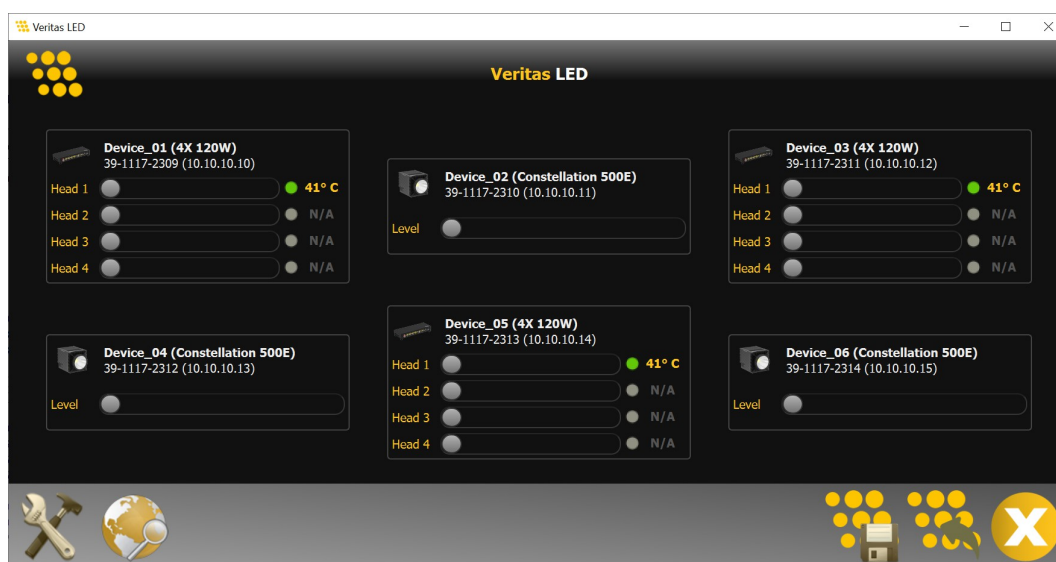 Veritas LED
Veritas LED
Device_01 (4X 120W)
39-1117-2309 (10.10.10.10)
Head 1 41° C
Head 2 N/A
Head 3 N/A
Head 4 N/A
Device_02 (Constellation 500E)
39-1117-2310 (10.10.10.11)
Level
Device_03 (4X 120W)
39-1117-2311 (10.10.10.12)
Head 1 41° C
Head 2 N/A
Head 3 N/A
Head 4 N/A
Device_04 (Constellation 500E)
39-1117-2312 (10.10.10.13)
Level
Device_05 (4X 120W)
39-1117-2313 (10.10.10.14)
Head 1 41° C
Head 2 N/A
Head 3 N/A
Head 4 N/A
Device_06 (Constellation 500E)
39-1117-2314 (10.10.10.15)
Level